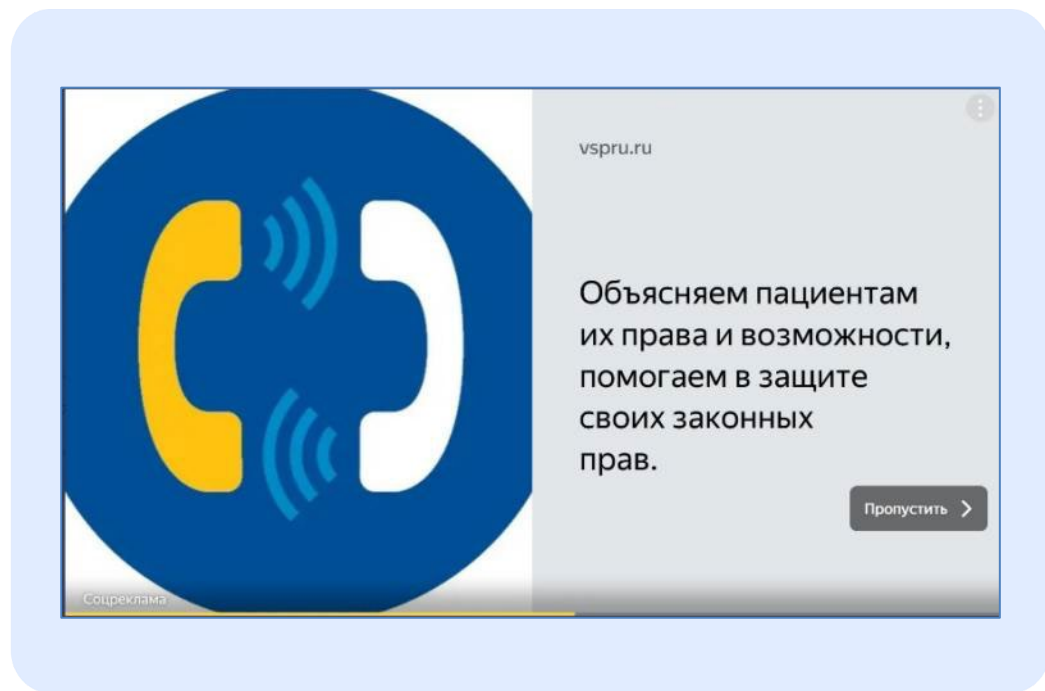 vspru.ru
Объясняем пациентам
их права и возможности,
помогаем в защите
своих законных
прав.
Пропустить
Соцреклама